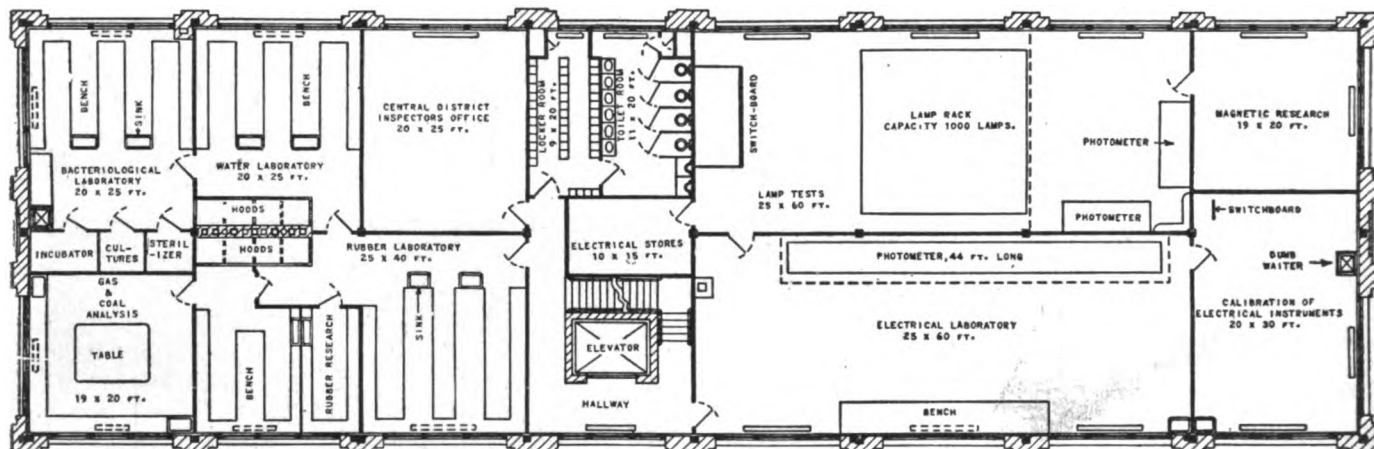 BENCH
SINK
BACTERIOLOGICAL
LABORATORY
20 X 25 FT.
BENCH
WATER LABORATORY
20 X 25 FT.
CENTRAL DISTRICT
INSPECTORS OFFICE
20 X 25 FT.
LOCKER ROOM
9 X 20 FT.
TOILET ROOM
11 X 20 FT.
SWITCH-BOARD
LAMP RACK
CAPACITY 1000 LAMPS.
PHOTOMETER
MAGNETIC RESEARCH
19 X 20 FT.
LAMP TESTS
25 X 60 FT.
PHOTOMETER
SWITCHBOARD
HOODS
HOODS
INCUBATOR
CUL-
TURES
STERIL
-IZER
RUBBER LABORATORY
25 X 40 FT.
ELECTRICAL STORES
10 X 15 FT.
PHOTOMETER, 44 FT. LONG
DUMB
WAITER
GAS
&
COAL
ANALYSIS
TABLE
19 X 20 FT.
BENCH
RUBBER RESEARCH
SINK
ELEVATOR
HALLWAY
ELECTRICAL LABORATORY
25 X 60 FT.
BENCH
CALIBRATION OF
ELECTRICAL INSTRUMENTS
20 X 30 FT.